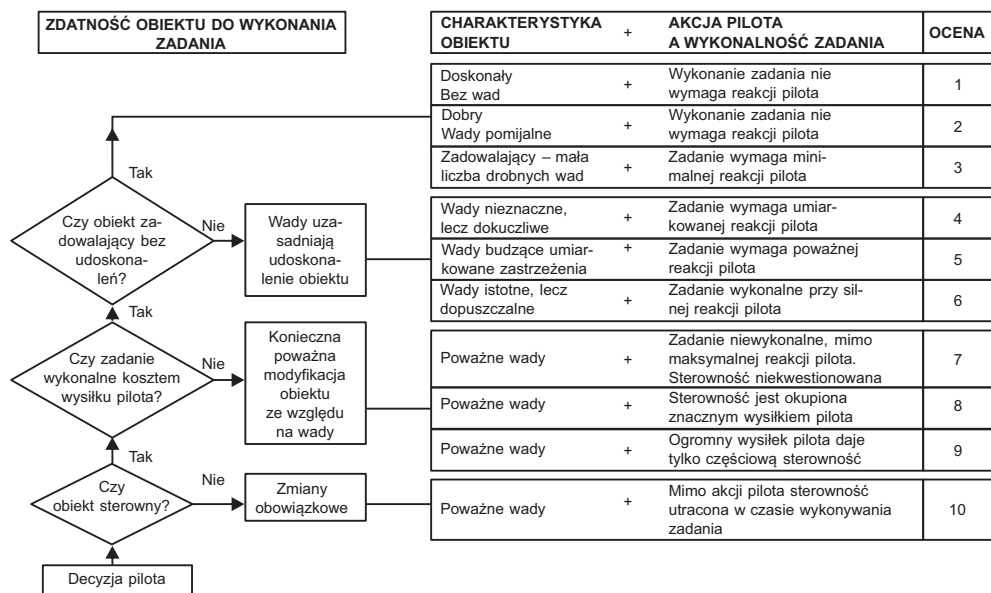 ZDATNOŚĆ OBIEKTU DO WYKONANIA
ZADANIA
CHARAKTERYSTYKA
OBIEKTU
+
AKCJA PILOTA
A WYKONALNOŚĆ ZADANIA
OCENA
Doskonały
Bez wad
+
Wykonanie zadania nie
wymaga reakcji pilota
1
Dobry
Wady pomijalne
+
Wykonanie zadania nie
wymaga reakcji pilota
2
Zadowalający – mała
liczba drobnych wad
+
Zadanie wymaga mini-
malnej reakcji pilota
3
Tak
Czy obiekt za-
dowalający bez
udoskona-
leń?
Nie
Wady uza-
sadniają
udoskona-
lenie obiektu
Wady nieznaczne,
lecz dokuczliwe
+
Zadanie wymaga umiar-
kowanej reakcji pilota
4
Wady budzące umiar-
kowane zastrzeżenia
+
Zadanie wymaga poważnej
reakcji pilota
5
Wady istotne, lecz
dopuszczalne
+
Zadanie wykonalne przy sil-
nej reakcji pilota
6
Tak
Czy zadanie
wykonalne kosztem
wysiłku pilota?
Nie
Konieczna
poważna
modyfikacja
obiektu
ze względu
na wady
Poważne wady
+
Zadanie niewykonalne, mimo
maksymalnej reakcji pilota.
Sterowność niekwestionowana
7
Poważne wady
+
Sterowność jest okupiona
znacznym wysiłkiem pilota
8
Poważne wady
+
Ogromny wysiłek pilota daje
tylko częściową sterowność
9
Tak
Czy
obiekt sterowny?
Nie
Zmiany
obowiązkowe
Poważne wady
+
Mimo akcji pilota sterowność
utracona w czasie wykonywania
zadania
10
Decyzja pilota